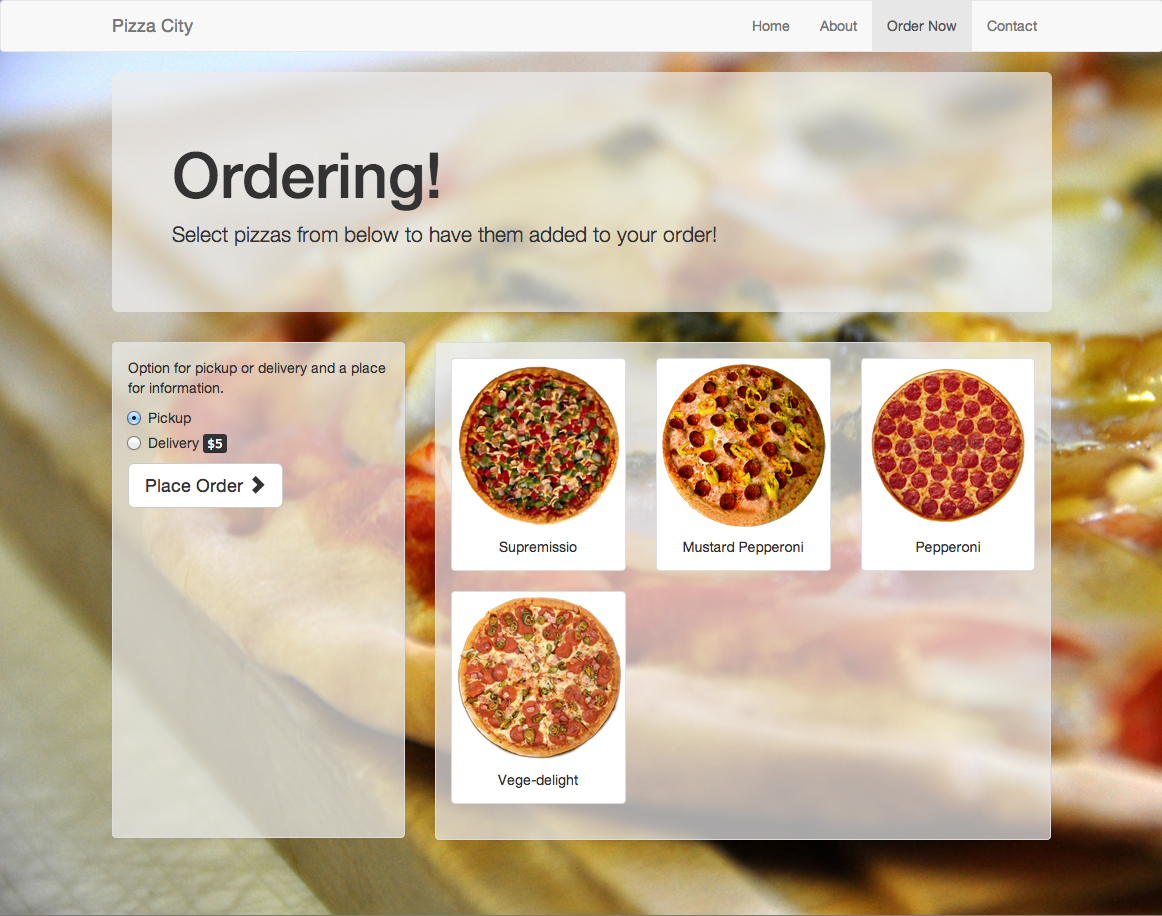 Pizza City
Home
About
Order Now
Contact
Ordering!
Select pizzas from below to have them added to your order!
Option for pickup or delivery and a place
for information.
Pickup
Delivery $5
Place Order
Supremissio
Mustard Pepperoni
Pepperoni
Vege-delight